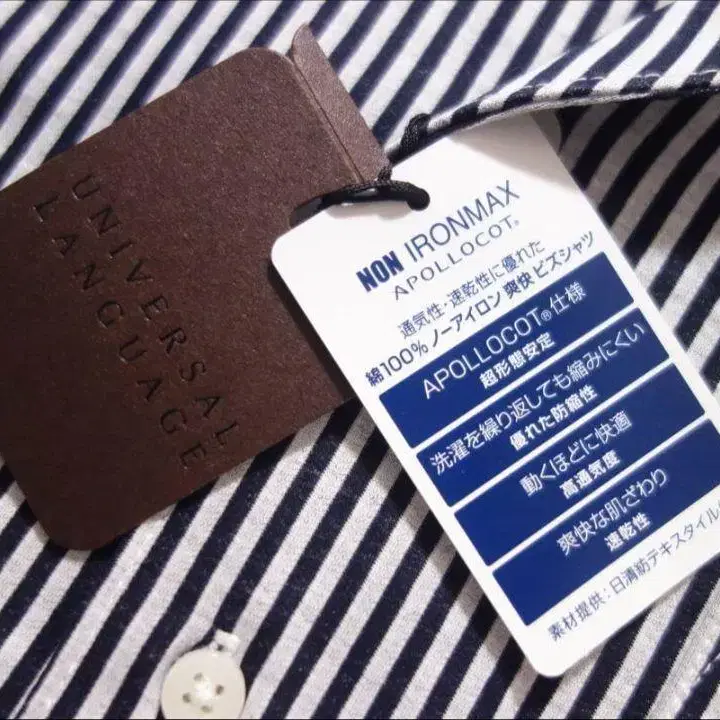 UNIVERSAL
LANGUAGE
NON IRONMAX
APOLLOCOT®
通気性・速乾性に優れた
綿100%ノーアイロン 爽快 ビズシャツ
APOLLOCOT®仕様
超形態安定
洗濯を繰り返しても縮みにくい
優れた防縮性
動くほどに快適
高通気度
爽快な肌ざわり
速乾性
素材提供：日清紡テキスタイル